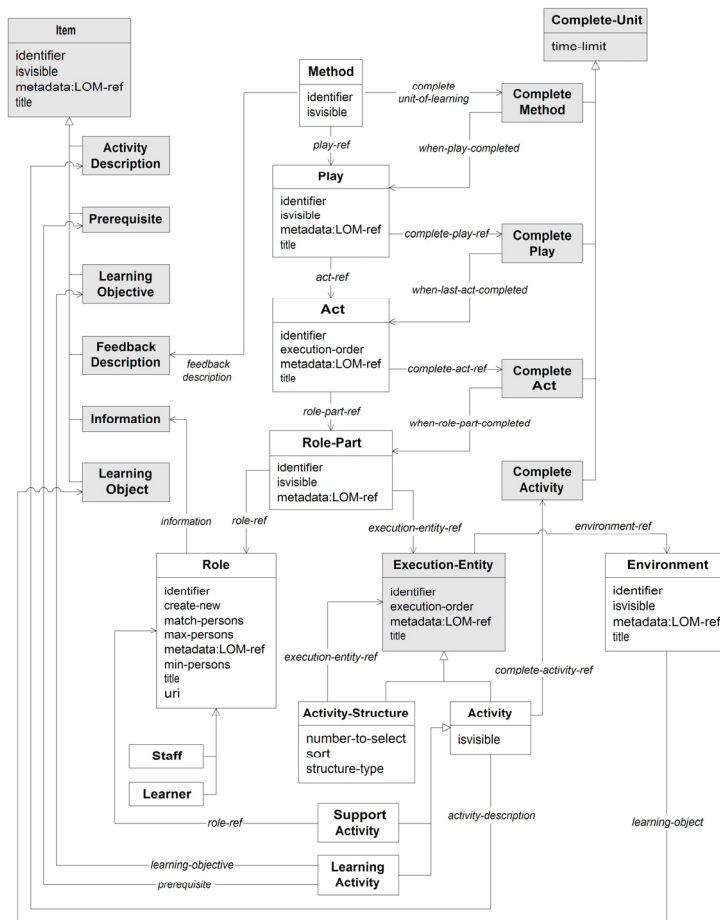 Item
identifier
isvisible
metadata:LOM-ref
title
Complete-Unit
time-limit
Method
identifier
isvisible
complete
unit-of-learning
Complete
Method
Activity
Description
play-ref
when-play-completed
Play
identifier
isvisible
metadata:LOM-ref
title
Prerequisite
complete-play-ref
Complete
Play
Learning
Objective
act-ref
when-last-act-completed
Act
identifier
execution-order
metadata:LOM-ref
title
Feedback
Description
feedback
description
complete-act-ref
Complete
Act
Information
role-part-ref
when-role-part-completed
Role-Part
identifier
isvisible
metadata:LOM-ref
Learning
Object
Complete
Activity
information
role-ref
execution-entity-ref
environment-ref
Role
identifier
create-new
match-persons
max-persons
metadata:LOM-ref
min-persons
title
uri
Execution-Entity
identifier
execution-order
metadata:LOM-ref
title
Environment
identifier
isvisible
metadata:LOM-ref
title
execution-entity-ref
complete-activity-ref
Activity-Structure
number-to-select
sort
structure-type
Activity
isvisible
Staff
Learner
role-ref
Support
Activity
activity-description
learning-object
learning-objective
prerequisite
Learning
Activity